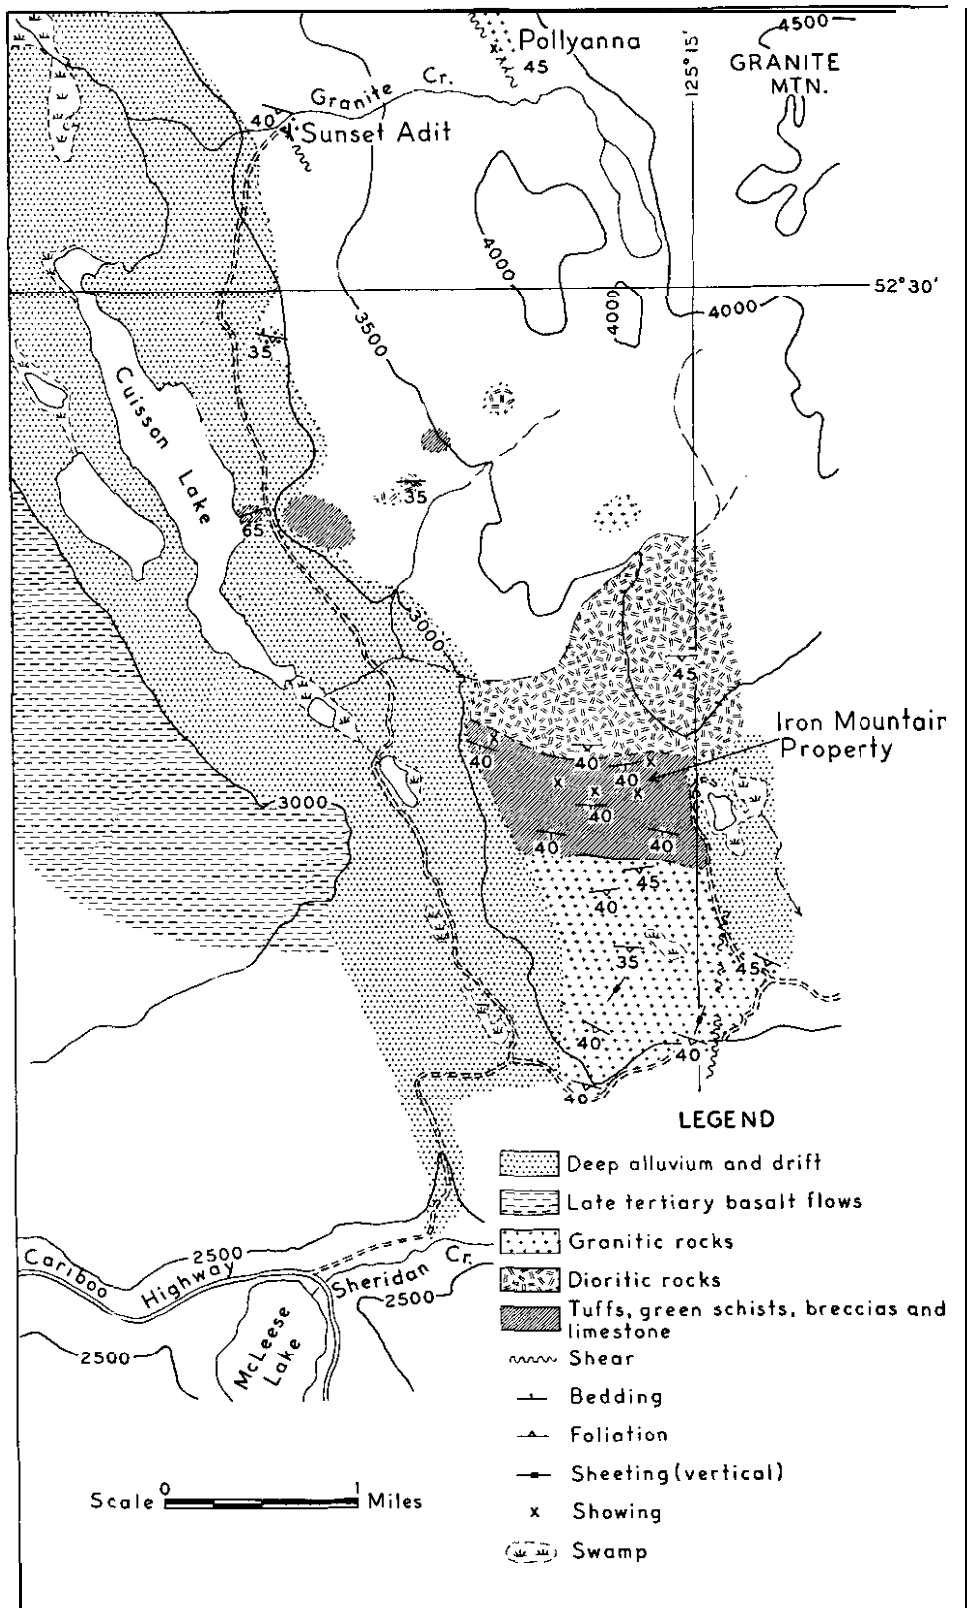 4500
Pollyanna
45
125° 15'
GRANITE
MTN.
Granite Cr.
40
Sunset Adit
4000
52° 30'
4000
4000
3500
35
Cuisson Lake
35
65
3000
45
Iron Mountair
Property
40
40
40
3000
40
40
40
45
40
35
45
40
40
40
LEGEND
Deep alluvium and drift
Late tertiary basalt flows
Granitic rocks
Dioritic rocks
Tuffs, green schists, breccias and
limestone
Shear
Bedding
Foliation
Sheeting (vertical)
Showing
Swamp
Cariboo Highway
2500
Sheridan Cr.
2500
McLeese
Lake
2500
Scale 0 1 Miles